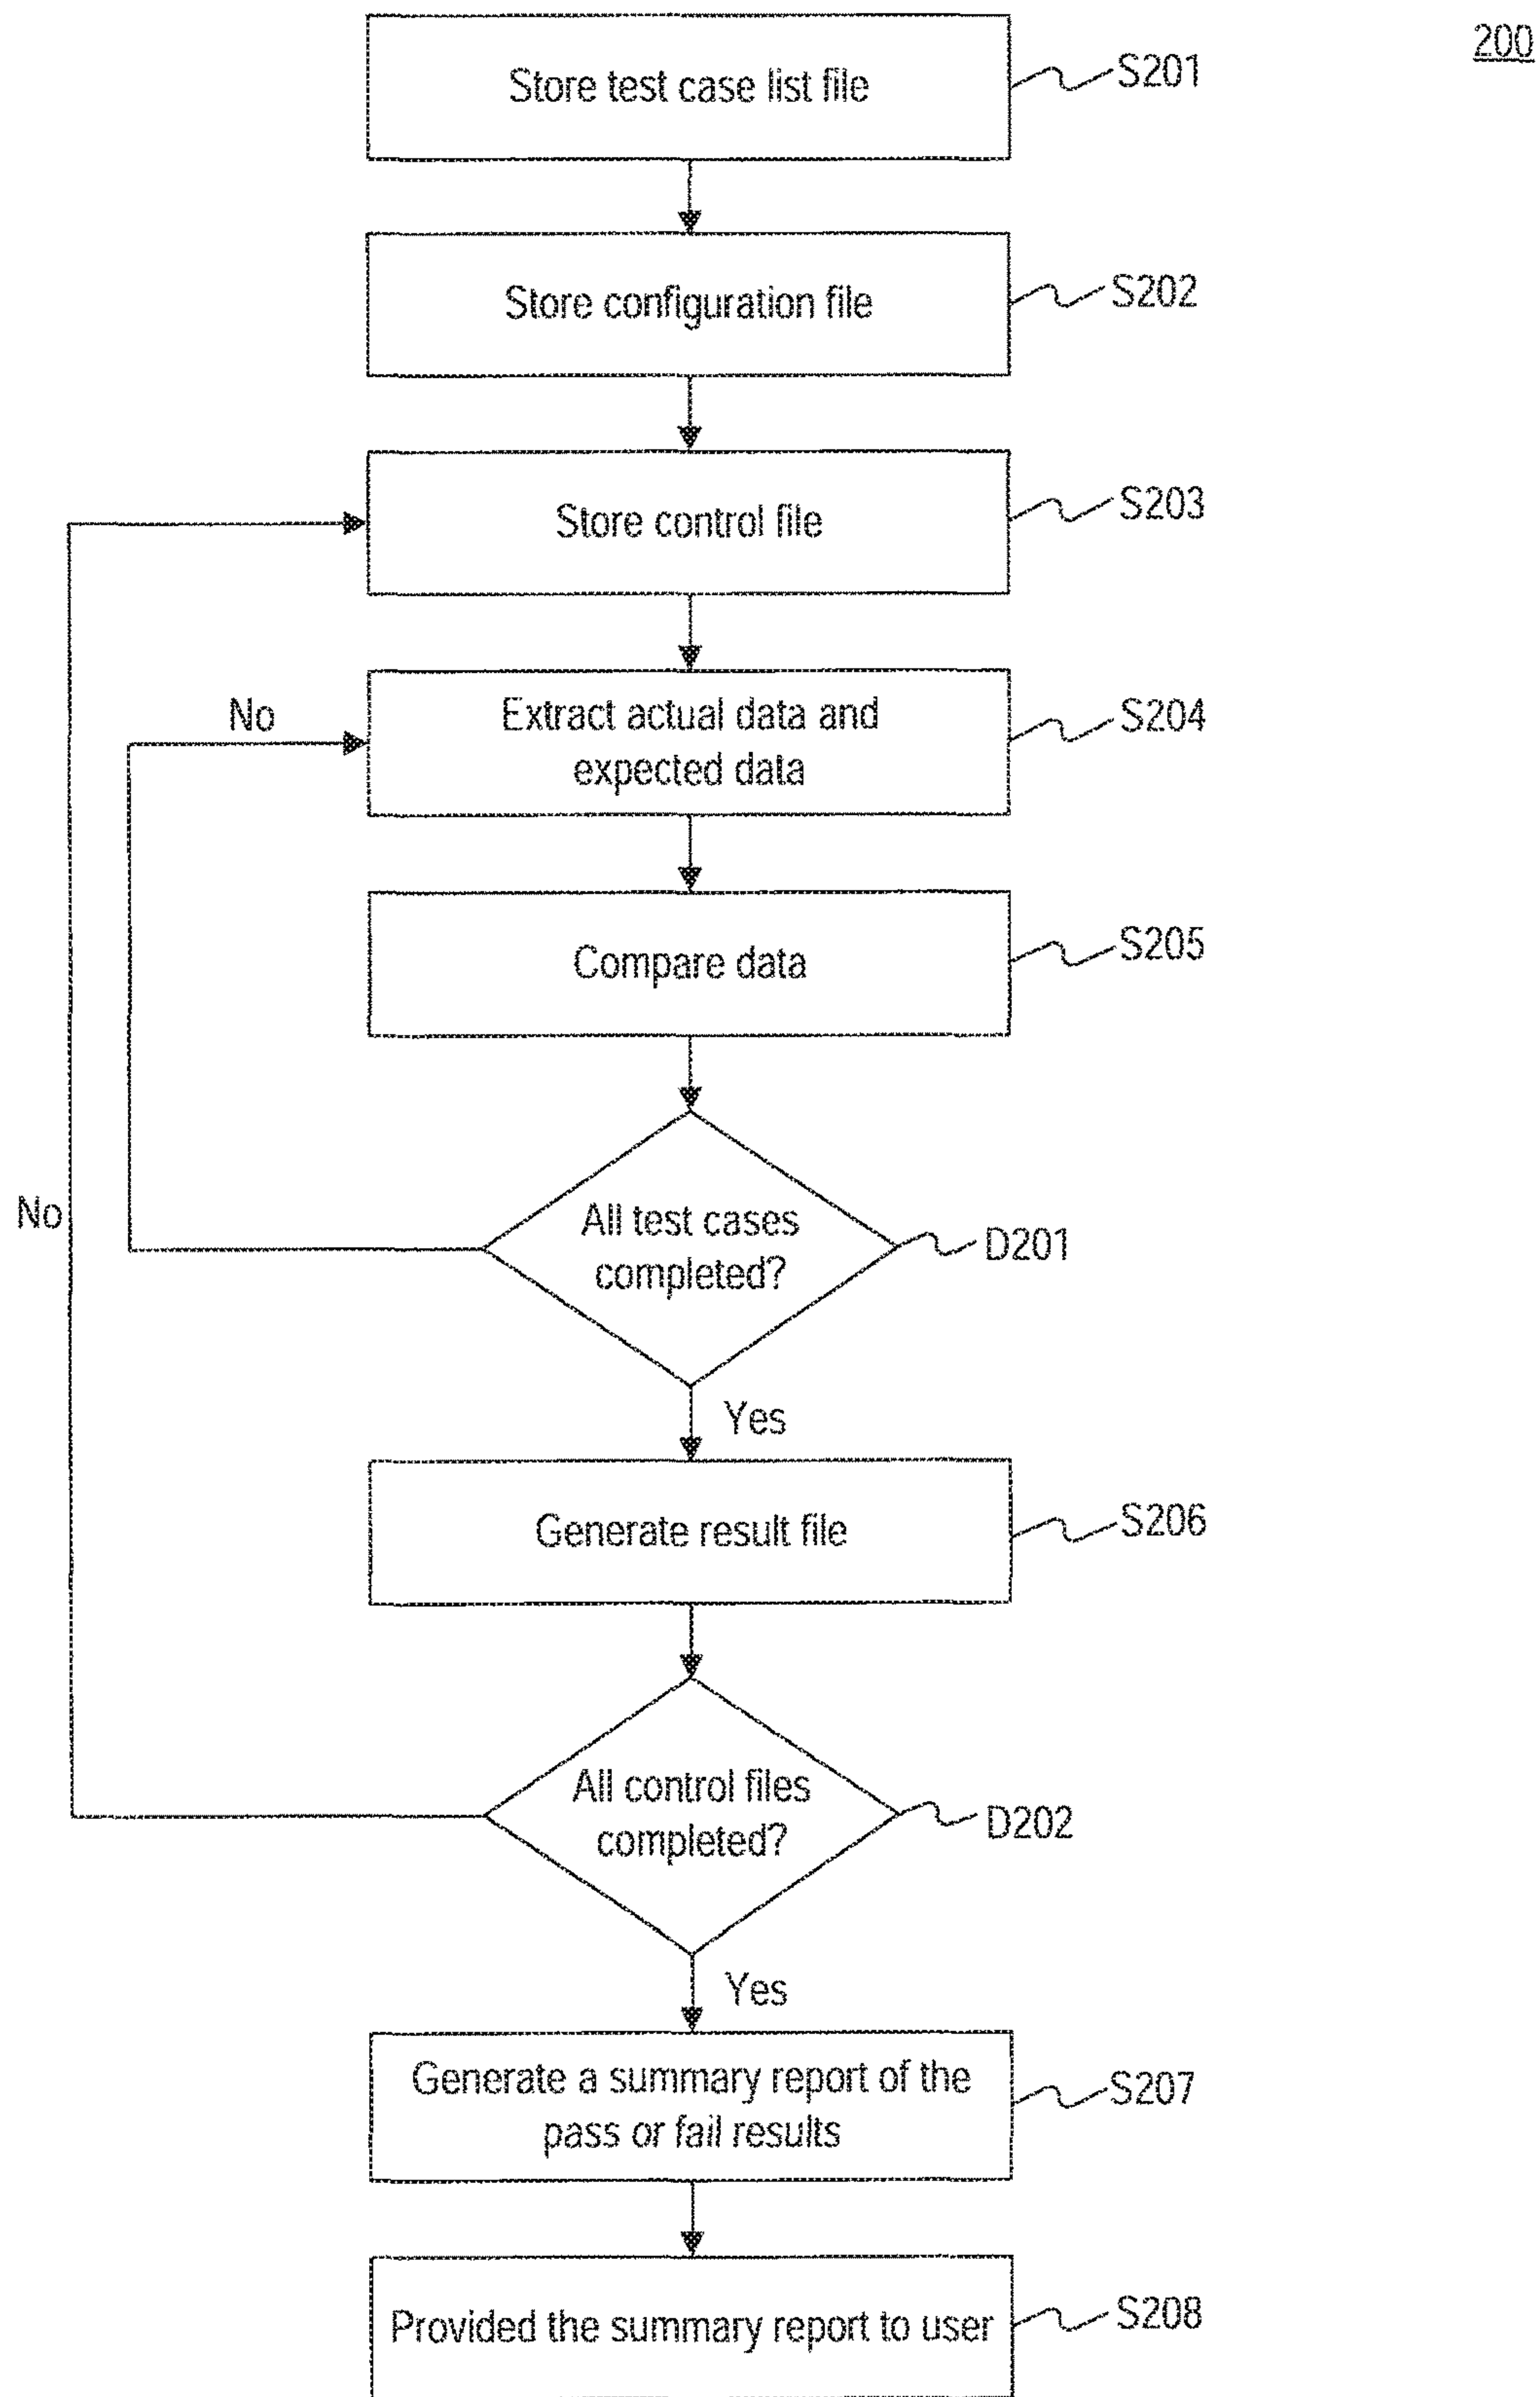 200
Store test case list file
S201
Store configuration file
S202
Store control file
S203
No
Extract actual data and
expected data
S204
Compare data
S205
No
All test cases
completed?
D201
Yes
Generate result file
S206
All control files
completed?
D202
Yes
Generate a summary report of the
pass or fail results
S207
Provided the summary report to user
S208